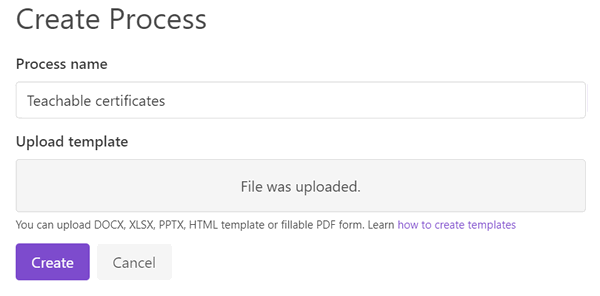 Create Process
Process name
Teachable certificates
Upload template
File was uploaded.
You can upload DOCX, XLSX, PPTX, HTML template or fillable PDF form. Learn how to create templates
Create Cancel